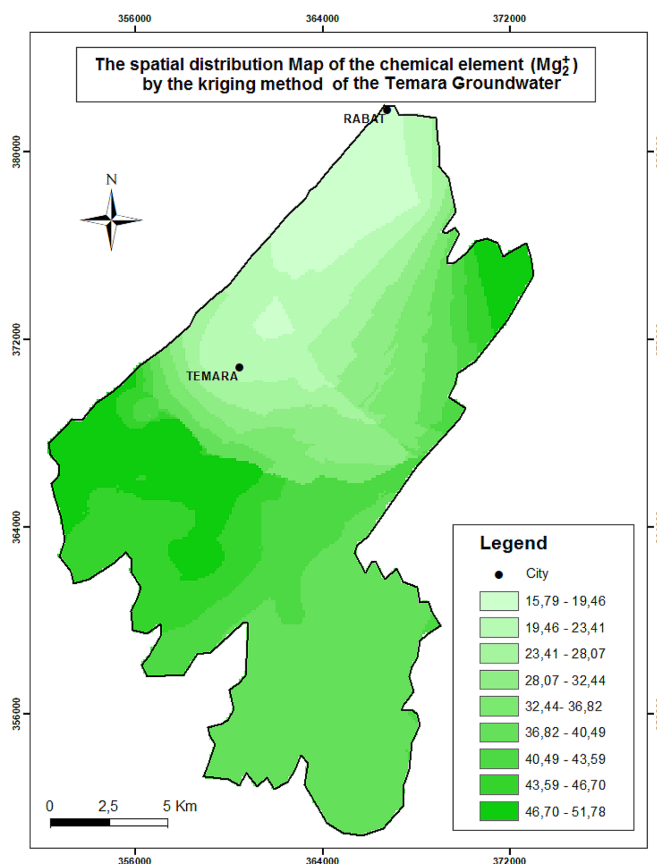 356000 364000 372000
The spatial distribution Map of the chemical element (Mg₂⁺)
by the kriging method of the Temara Groundwater
RABAT
380000
N
372000
TEMARA
364000
Legend
City
15,79 - 19,46
19,46 - 23,41
23,41 - 28,07
28,07 - 32,44
32,44- 36,82
36,82 - 40,49
40,49 - 43,59
43,59 - 46,70
46,70 - 51,78
356000
0 2,5 5 Km
356000 364000 372000